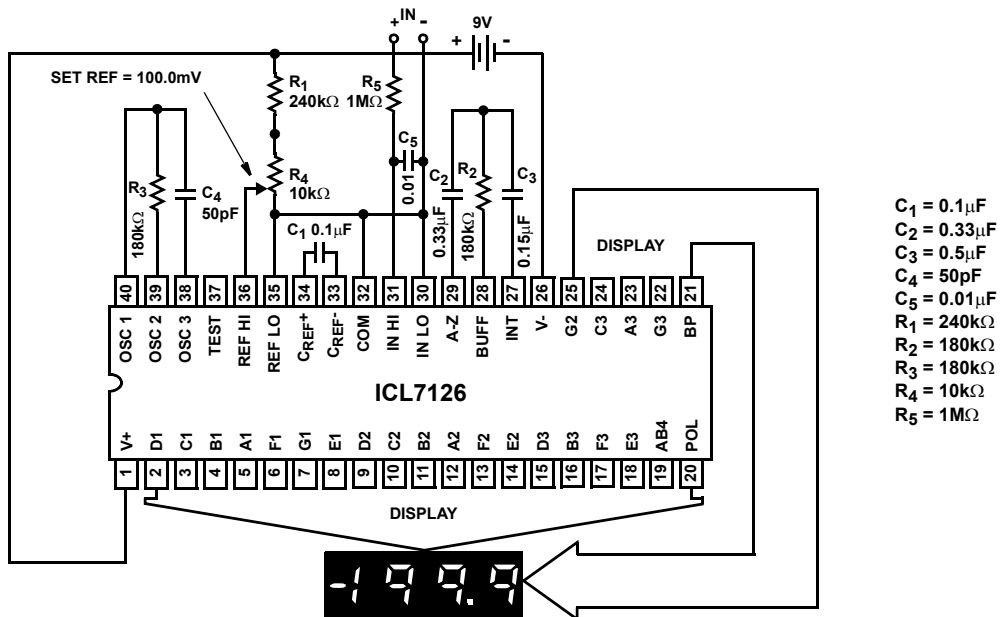 + IN -
9V
+ -
SET REF = 100.0mV
R1
240kΩ
R5
1MΩ
R3
180kΩ
C4
50pF
R4
10kΩ
C5
0.01
C1 0.1μF
C2
0.33μF
R2
180kΩ
C3
0.15μF
DISPLAY
40 39 38 37 36 35 34 33 32 31 30 29 28 27 26 25 24 23 22 21
OSC 1
OSC 2
OSC 3
TEST
REF HI
REF LO
CREF+
CREF-
COM
IN HI
IN LO
A-Z
BUFF
INT
V-
G2
C3
A3
G3
BP
ICL7126
V+
D1
C1
B1
A1
F1
G1
E1
D2
C2
B2
A2
F2
E2
D3
B3
F3
E3
AB4
POL
1 2 3 4 5 6 7 8 9 10 11 12 13 14 15 16 17 18 19 20
DISPLAY
-199.9
C1 = 0.1μF
C2 = 0.33μF
C3 = 0.5μF
C4 = 50pF
C5 = 0.01μF
R1 = 240kΩ
R2 = 180kΩ
R3 = 180kΩ
R4 = 10kΩ
R5 = 1MΩ